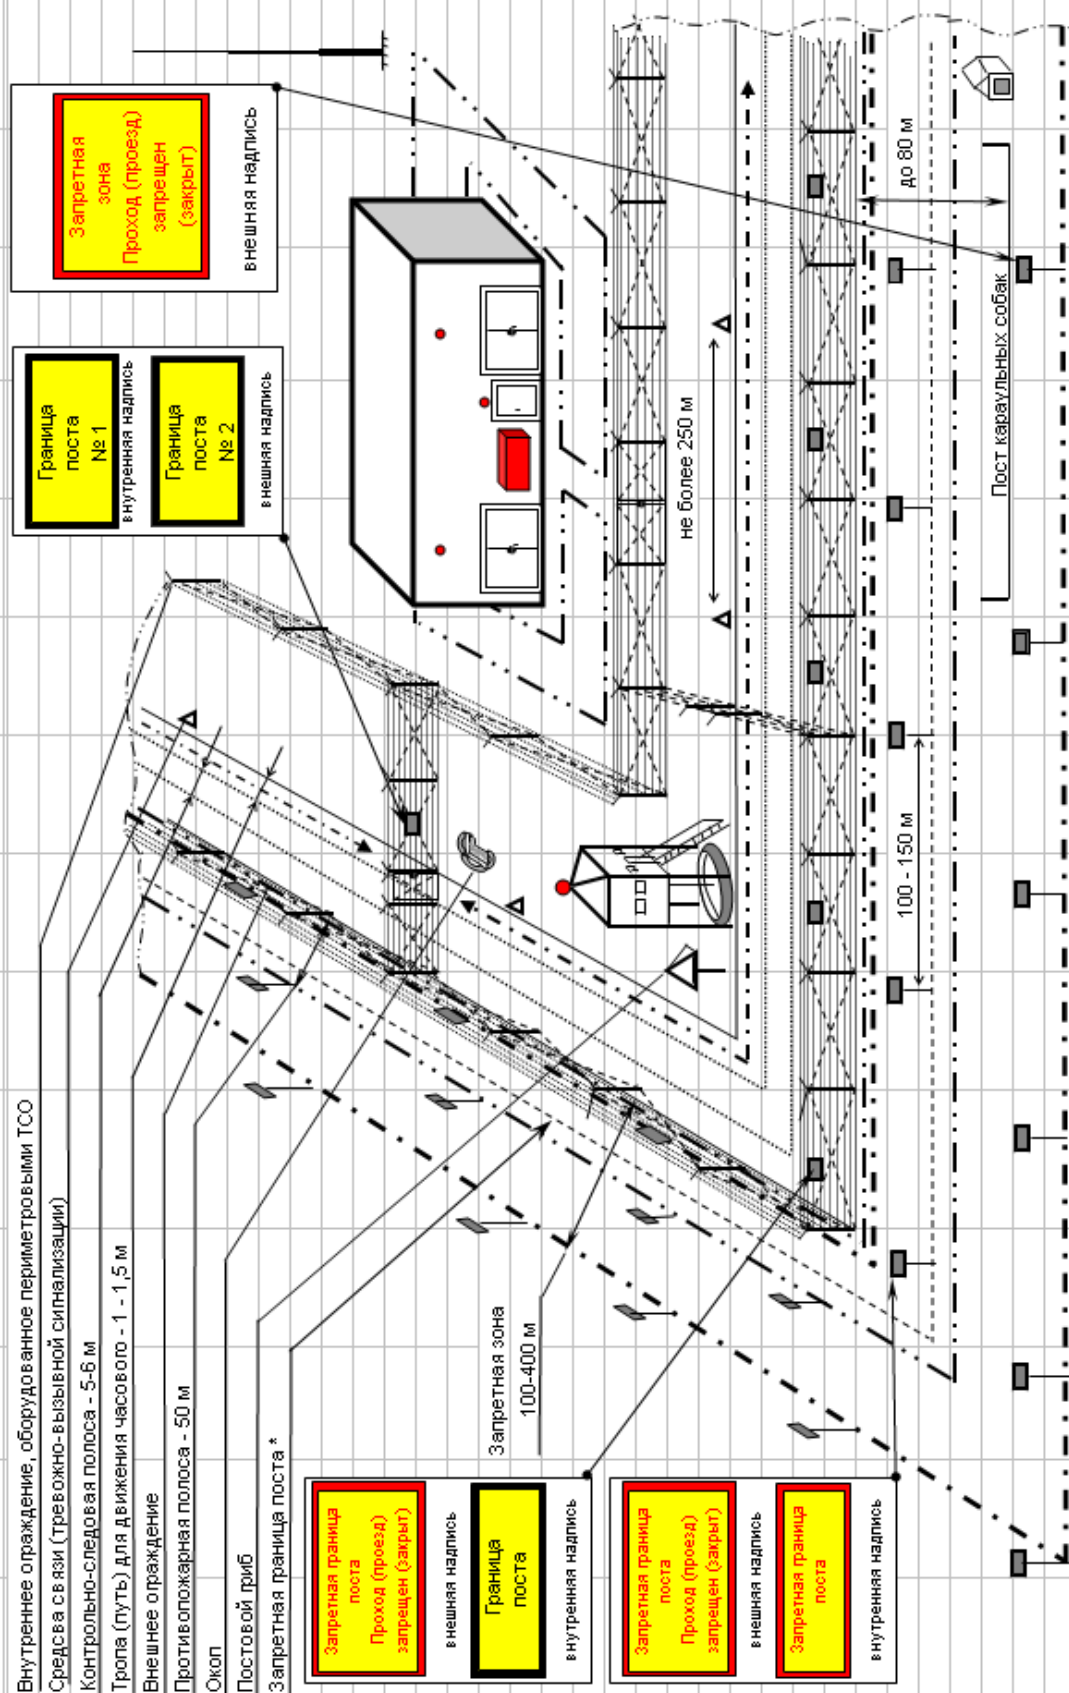 Внутреннее ограждение, оборудованное периметровыми ТСО
Средсва связи (тревожно-вызывной сигнализации)
Контрольно-следовая полоса - 5-6 м
Тропа (путь) для движения часового - 1 - 1,5 м
Внешнее ограждение
Противопожарная полоса - 50 м
Окоп
Постовой гриб
Запретная граница поста *
Граница
поста
№ 1
внутренняя надпись
Граница
поста
№ 2
внешняя надпись
Запретная
зона
Проход (проезд)
запрещен
(закрыт)
внешняя надпись
Запретная граница
поста
Проход (проезд)
запрещен (закрыт)
внешняя надпись
Граница
поста
внутренняя надпись
Запретная зона
100-400 м
Запретная граница
поста
Проход (проезд)
запрещен (закрыт)
внешняя надпись
Запретная граница
поста
внутренняя надпись
не более 250 м
100 - 150 м
до 80 м
Пост караульных собак